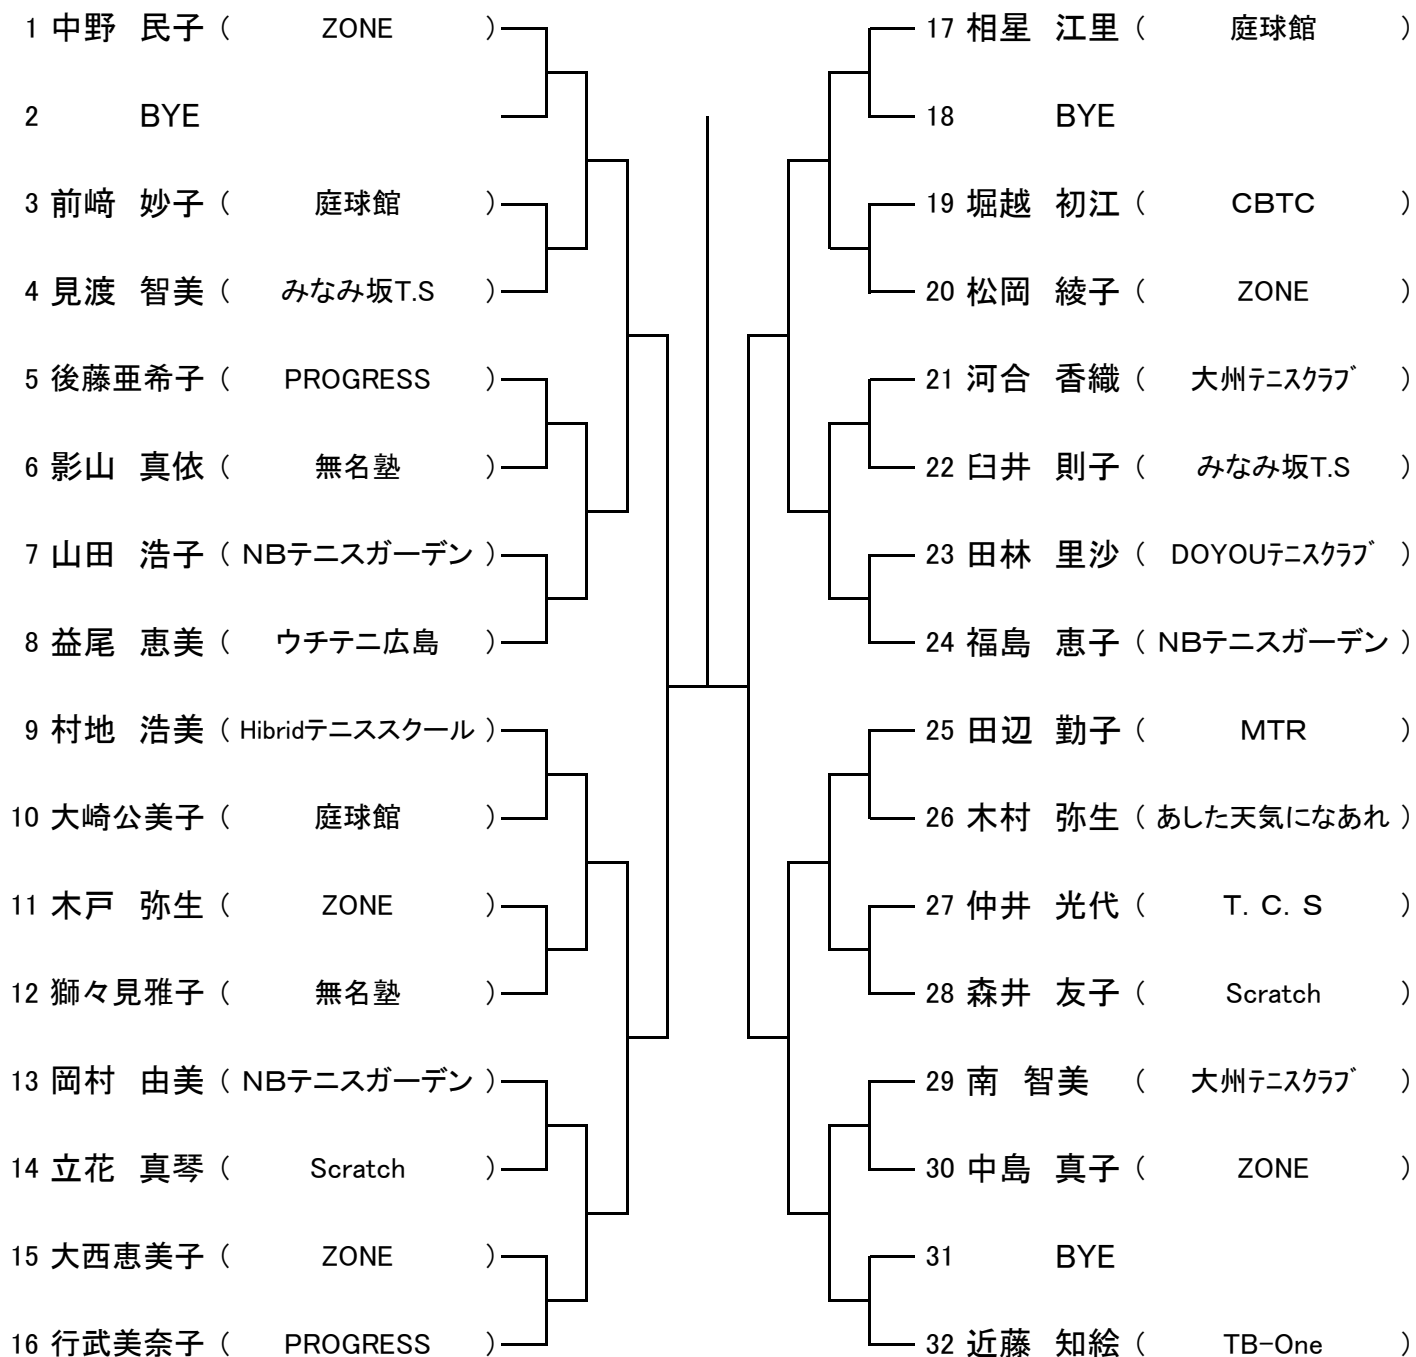 1 中野　民子 （ ZONE ）
2 BYE
3 前﨑　妙子 （ 庭球館 ）
4 見渡　智美 （ みなみ坂T.S ）
5 後藤亜希子 （ PROGRESS ）
6 影山　真依 （ 無名塾 ）
7 山田　浩子 （ NBテニスガーデン ）
8 益尾　恵美 （ ウチテニ広島 ）
9 村地　浩美 （ Hibridテニススクール ）
10 大崎公美子 （ 庭球館 ）
11 木戸　弥生 （ ZONE ）
12 獅々見雅子 （ 無名塾 ）
13 岡村　由美 （ NBテニスガーデン ）
14 立花　真琴 （ Scratch ）
15 大西恵美子 （ ZONE ）
16 行武美奈子 （ PROGRESS ）
17 相星　江里 （ 庭球館 ）
18 BYE
19 堀越　初江 （ CBTC ）
20 松岡　綾子 （ ZONE ）
21 河合　香織 （ 大州ﾃﾆｽｸﾗﾌﾞ ）
22 臼井　則子 （ みなみ坂T.S ）
23 田林　里沙 （ DOYOUﾃﾆｽｸﾗﾌﾞ ）
24 福島　恵子 （ NBテニスガーデン ）
25 田辺　勤子 （ MTR ）
26 木村　弥生 （ あした天気になあれ ）
27 仲井　光代 （ T. C. S ）
28 森井　友子 （ Scratch ）
29 南　智美 （ 大州ﾃﾆｽｸﾗﾌﾞ ）
30 中島　真子 （ ZONE ）
31 BYE
32 近藤　知絵 （ TB-One ）